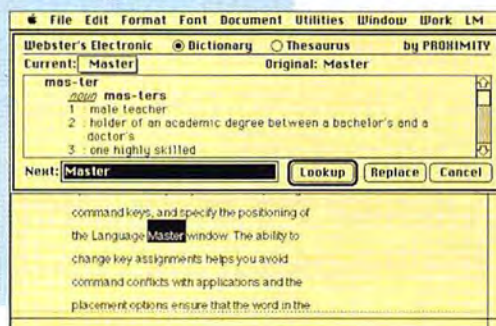 File Edit Format Font Document Utilities Window Work LM
Webster's Electronic Dictionary Thesaurus by PROXIMITY
Current: Master Original: Master
mas-ter
noun mas-ters
1 : male teacher
2 : holder of an academic degree between a bachelor's and a
doctor's
3 : one highly skilled
Next: Master Lookup Replace Cancel
command keys, and specify the positioning of
the Language Master window. The ability to
change key assignments helps you avoid
command conflicts with applications and the
placement options ensure that the word in the